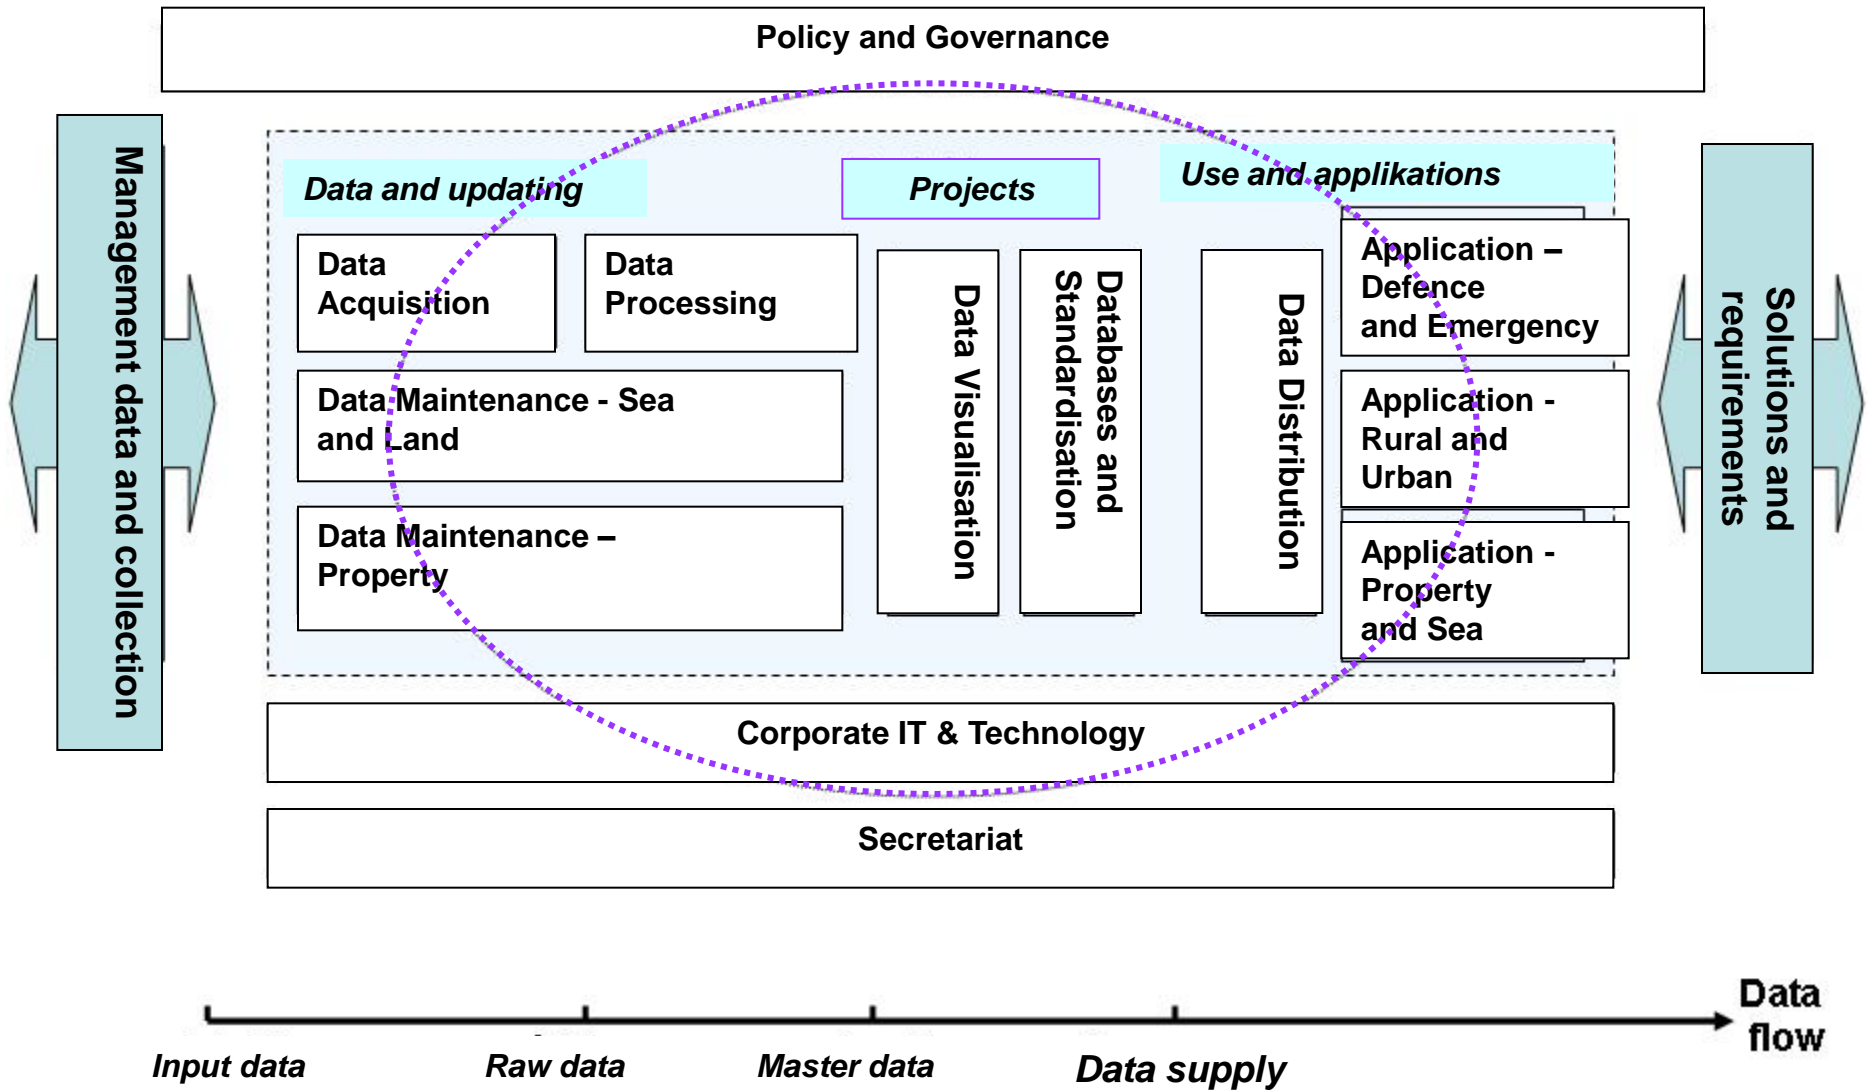 Policy and Governance
Management data and collection
Data and updating
Projects
Use and applikations
Data
Acquisition
Data
Processing
Data Maintenance - Sea
and Land
Data Maintenance –
Property
Data Visualisation
Databases and
Standardisation
Data Distribution
Application –
Defence
and Emergency
Application -
Rural and
Urban
Application -
Property
and Sea
Solutions and
requirements
Corporate IT & Technology
Secretariat
Data
flow
Input data
Raw data
Master data
Data supply